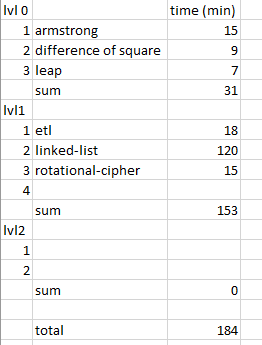 lvl 0 time (min)
1 armstrong 15
2 difference of square 9
3 leap 7
sum 31
lvl1
1 etl 18
2 linked-list 120
3 rotational-cipher 15
4
sum 153
lvl2
1
2
sum 0
total 184